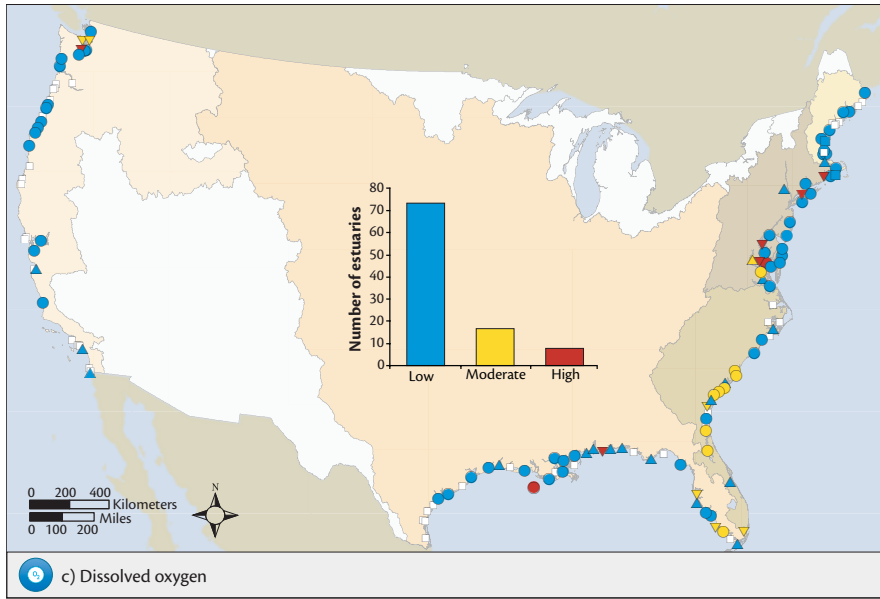 80
70
60
50
40
30
20
10
0
Number of estuaries
Low Moderate High
N
0 200 400
Kilometers
Miles
0 100 200
O₂
c) Dissolved oxygen